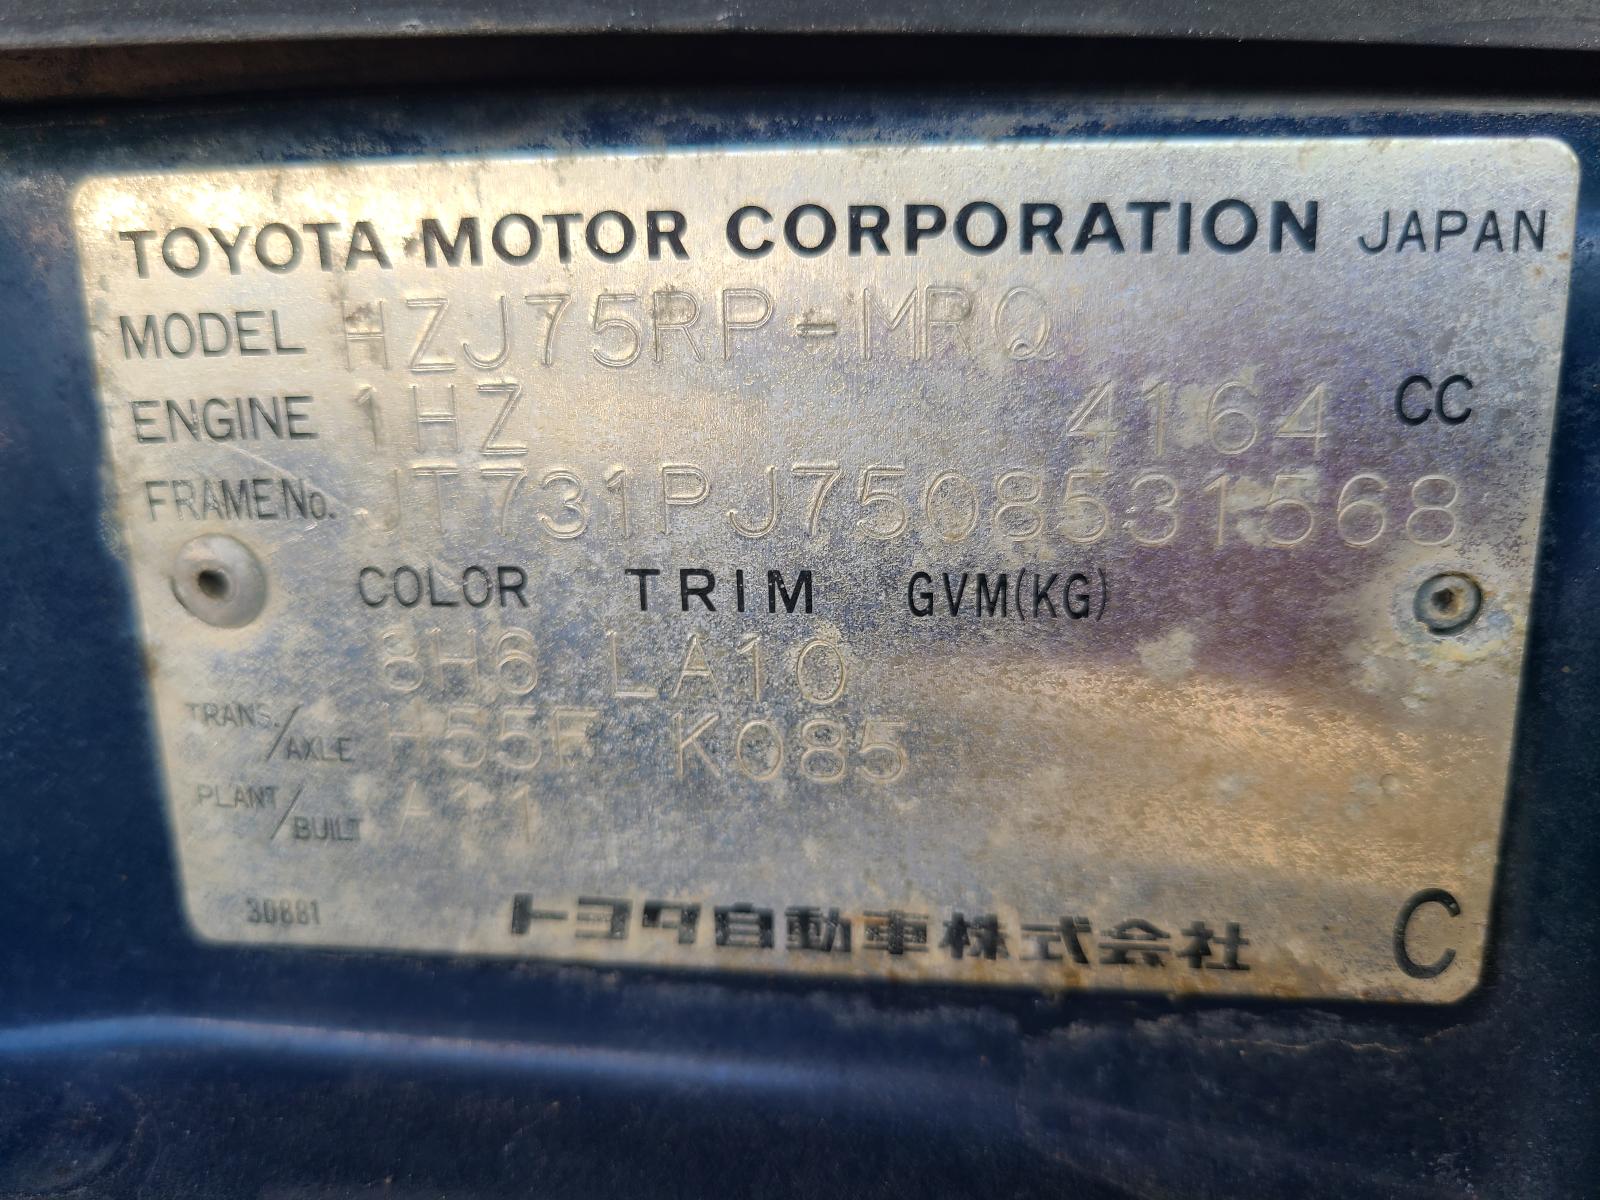 TOYOTA MOTOR CORPORATION JAPAN
MODEL HZJ75RP-MRQ
ENGINE 1HZ 4164 CC
FRAME No. JT731PJ7508531568
COLOR TRIM GVM(KG)
8H6 LA10
TRANS./AXLE H55F K085
PLANT/BUILT A11
30881 トヨタ自動車株式会社 C